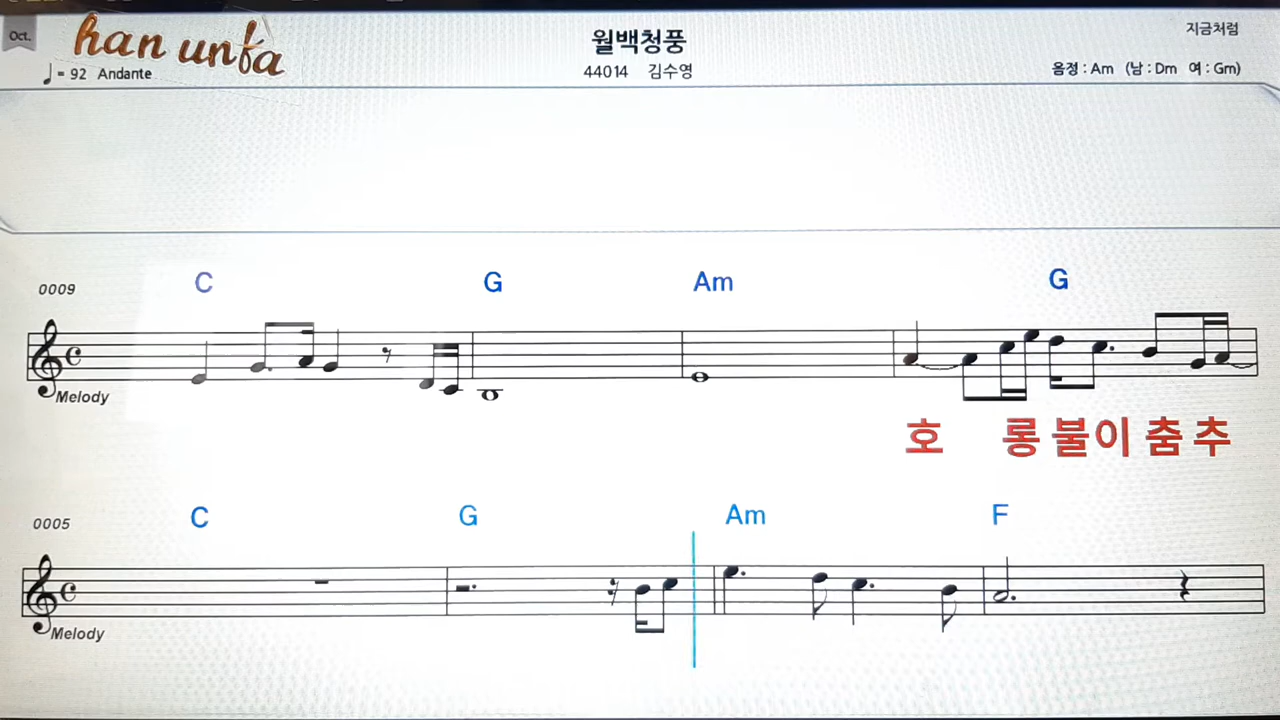 Oct.
han unfa
= 92 Andante
월백청풍
44014 김수영
지금처럼
음정 : Am (남 : Dm 여 : Gm)
0009
C G Am G
Melody
호 롱 불이 춤 추
0005
C G Am F
Melody